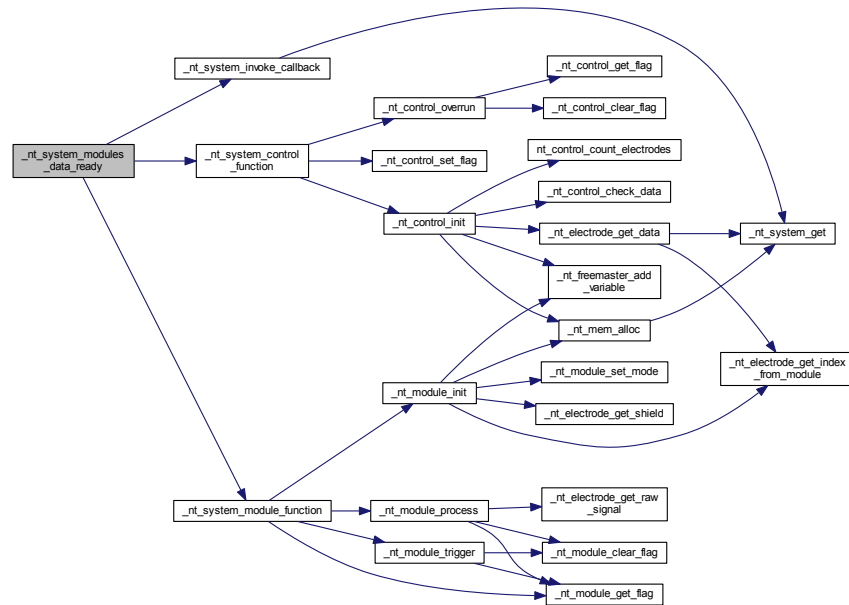 _nt_system_invoke_callback
_nt_control_get_flag
_nt_control_overrun
_nt_control_clear_flag
_nt_system_modules
_data_ready
_nt_system_control
_function
_nt_control_set_flag
nt_control_count_electrodes
_nt_control_check_data
_nt_control_init
_nt_electrode_get_data
_nt_system_get
_nt_freemaster_add
_variable
_nt_mem_alloc
_nt_electrode_get_index
_from_module
_nt_module_set_mode
_nt_module_init
_nt_electrode_get_shield
_nt_system_module_function
_nt_module_process
_nt_electrode_get_raw
_signal
_nt_module_trigger
_nt_module_clear_flag
_nt_module_get_flag